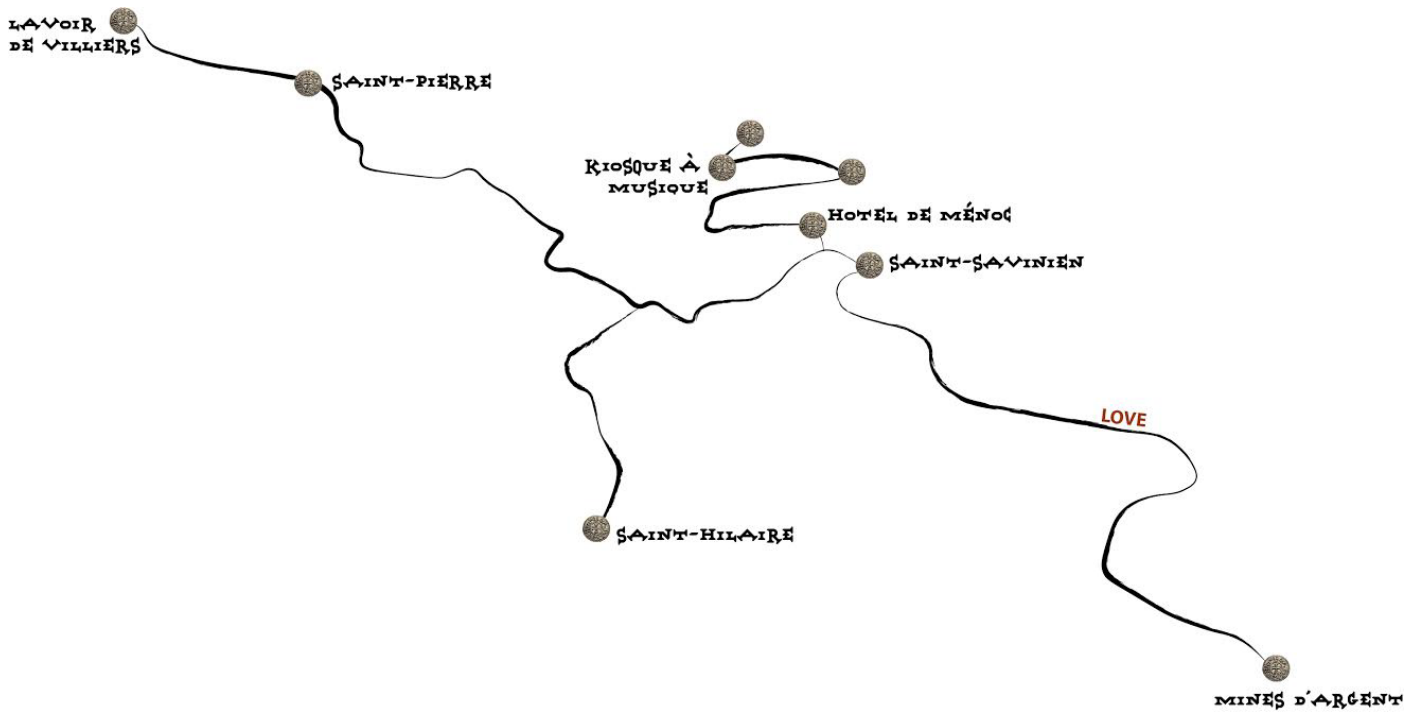 LAVOIR
DE VILLIERS
SAINT-PIERRE
KIOSQUE À
MUSIQUE
HOTEL DE MÉNOC
SAINT-SAVINIEN
LOVE
SAINT-HILAIRE
MINES D'ARGENT